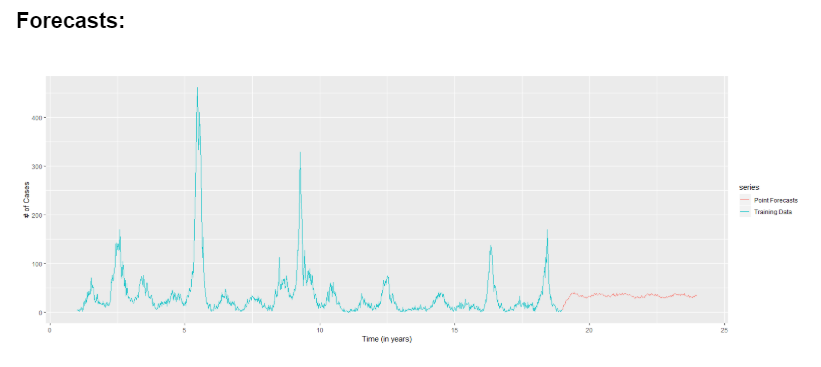 Forecasts:
400
300
200
100
0
# of Cases
0 5 10 15 20 25
Time (in years)
series
Point Forecasts
Training Data